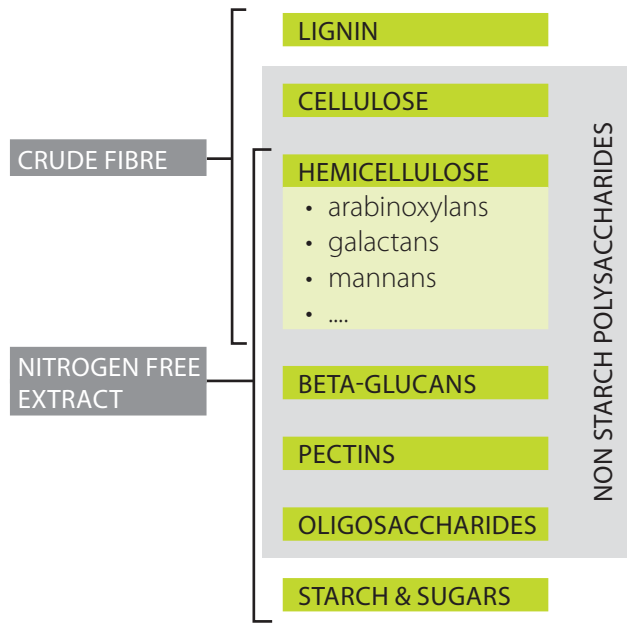 LIGNIN
CELLULOSE
CRUDE FIBRE
HEMICELLULOSE
• arabinoxylans
• galactans
• mannans
• ....
NITROGEN FREE
EXTRACT
BETA-GLUCANS
PECTINS
OLIGOSACCHARIDES
STARCH & SUGARS
NON STARCH POLYSACCHARIDES